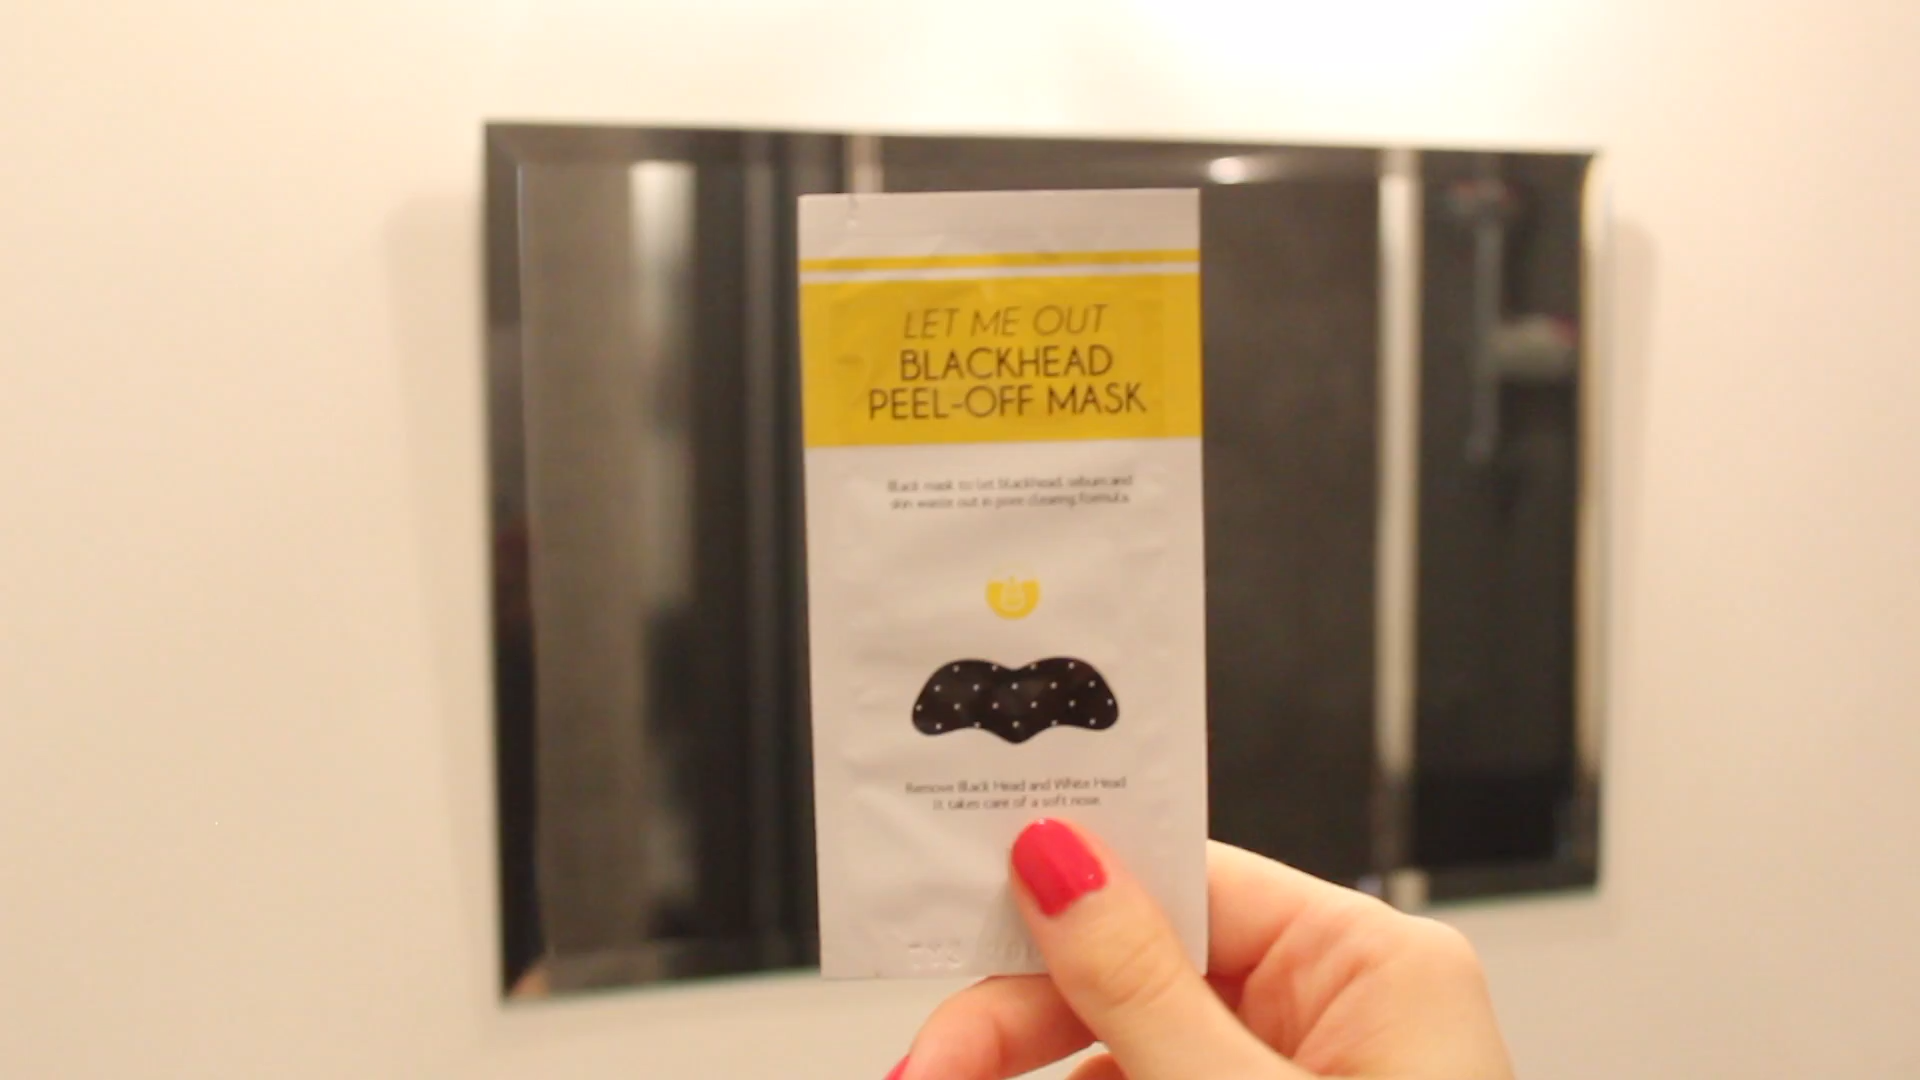 LET ME OUT
BLACKHEAD
PEEL-OFF MASK
Black mask to let blackhead, sebum and
skin waste out in pore clearing formula.
Remove Black Head and White Head
It takes care of a soft nose.